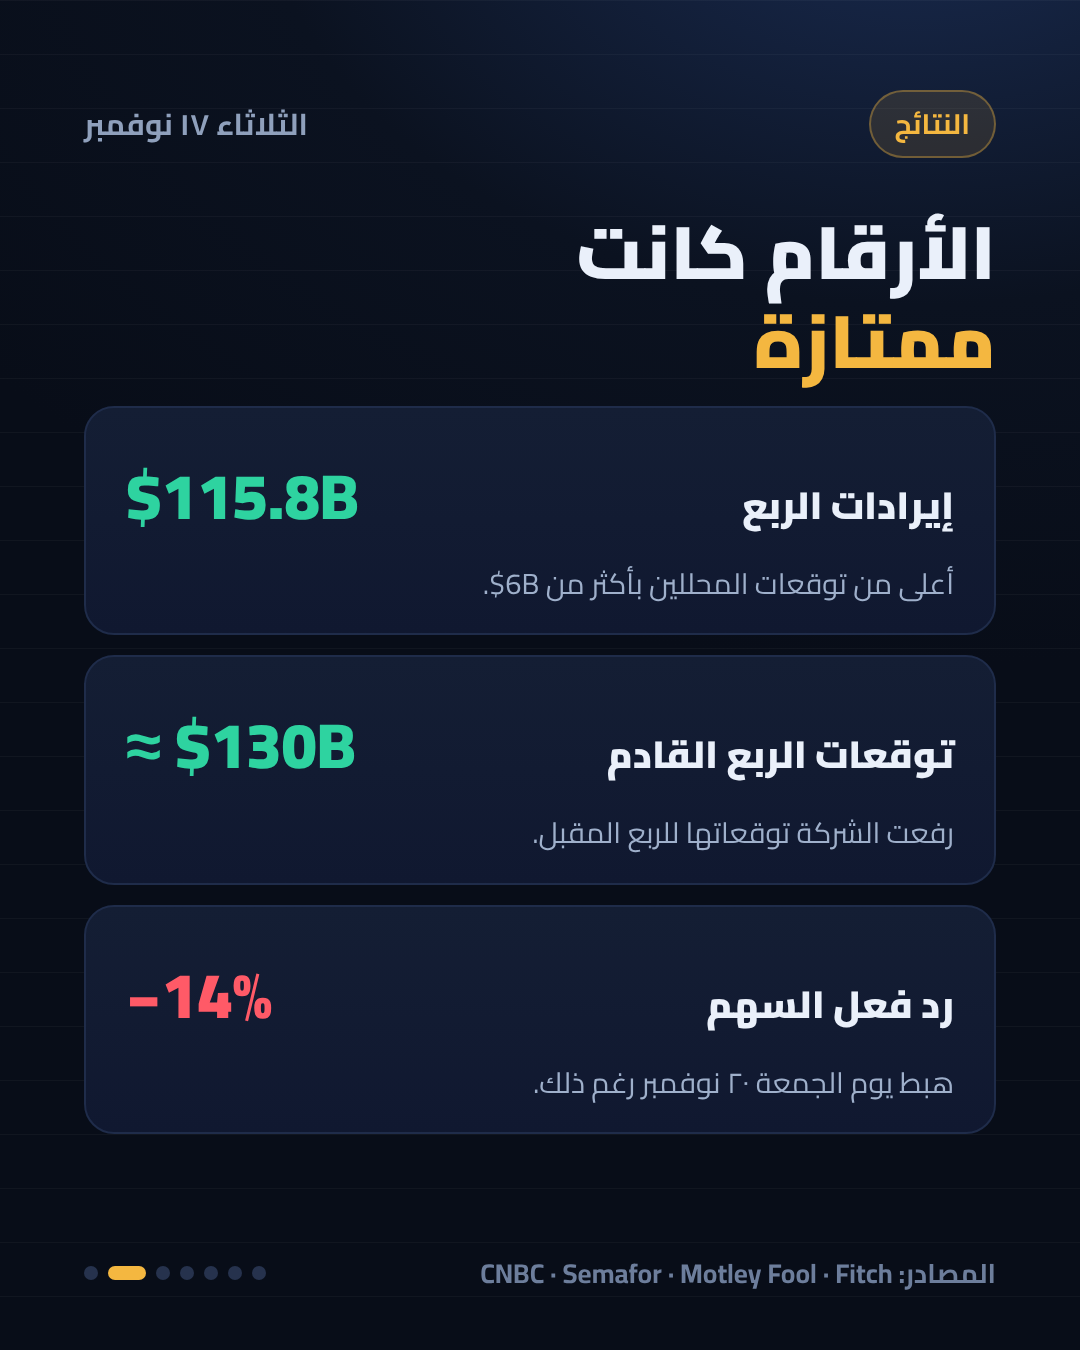 النتائج
الثلاثاء ١٧ نوفمبر
الأرقام كانت
ممتازة
إيرادات الربع
$115.8B
أعلى من توقعات المحللين بأكثر من 6B$.
توقعات الربع القادم
≈ $130B
رفعت الشركة توقعاتها للربع المقبل.
رد فعل السهم
−14%
هبط يوم الجمعة ٢٠ نوفمبر رغم ذلك.
المصادر: CNBC · Semafor · Motley Fool · Fitch